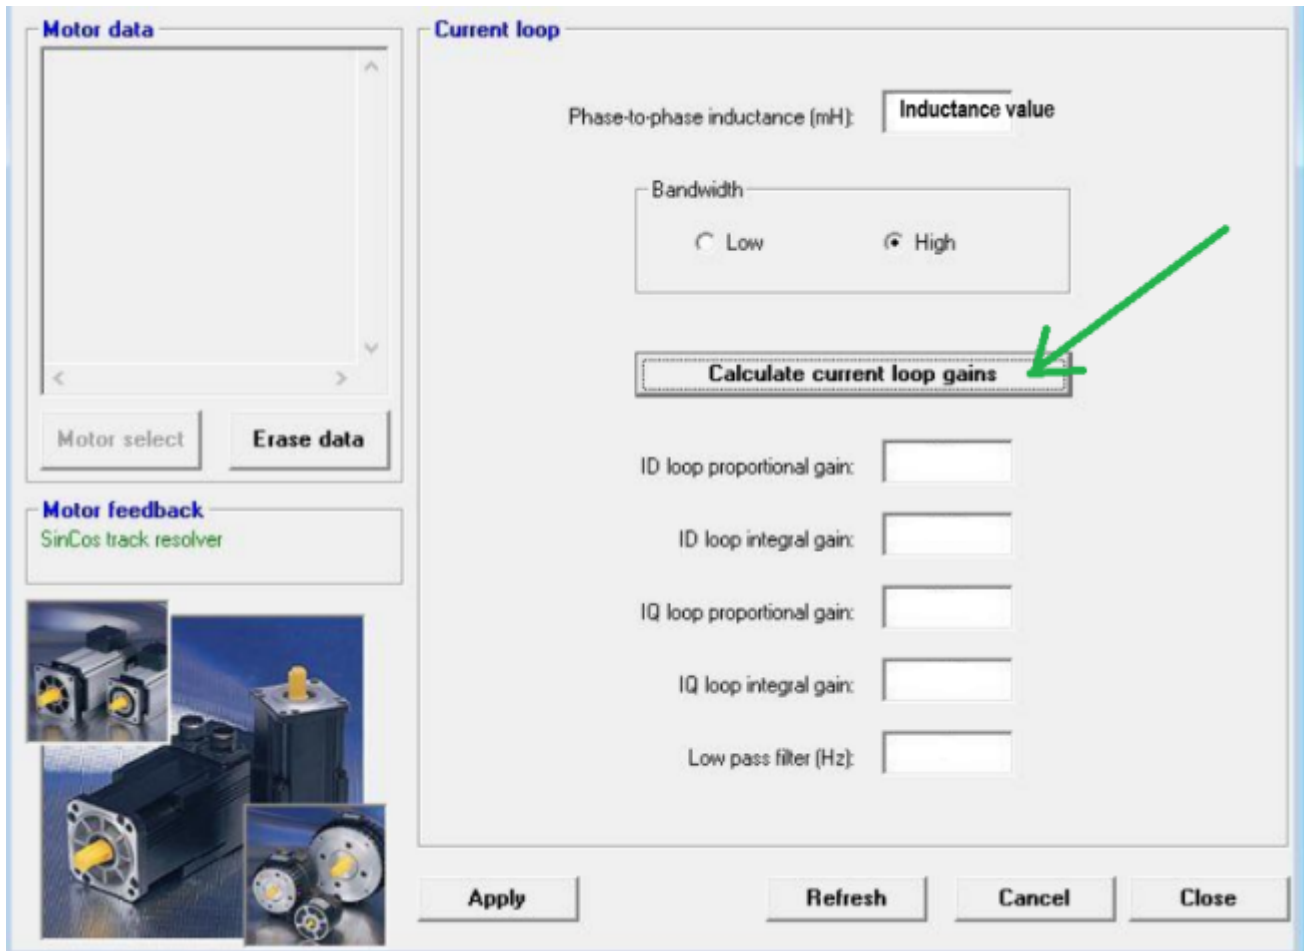 Motor data
Motor select
Erase data
Motor feedback
SinCos track resolver
Current loop
Phase-to-phase inductance (mH):
Inductance value
Bandwidth
Low
High
Calculate current loop gains
ID loop proportional gain:
ID loop integral gain:
IQ loop proportional gain:
IQ loop integral gain:
Low pass filter (Hz):
Apply
Refresh
Cancel
Close